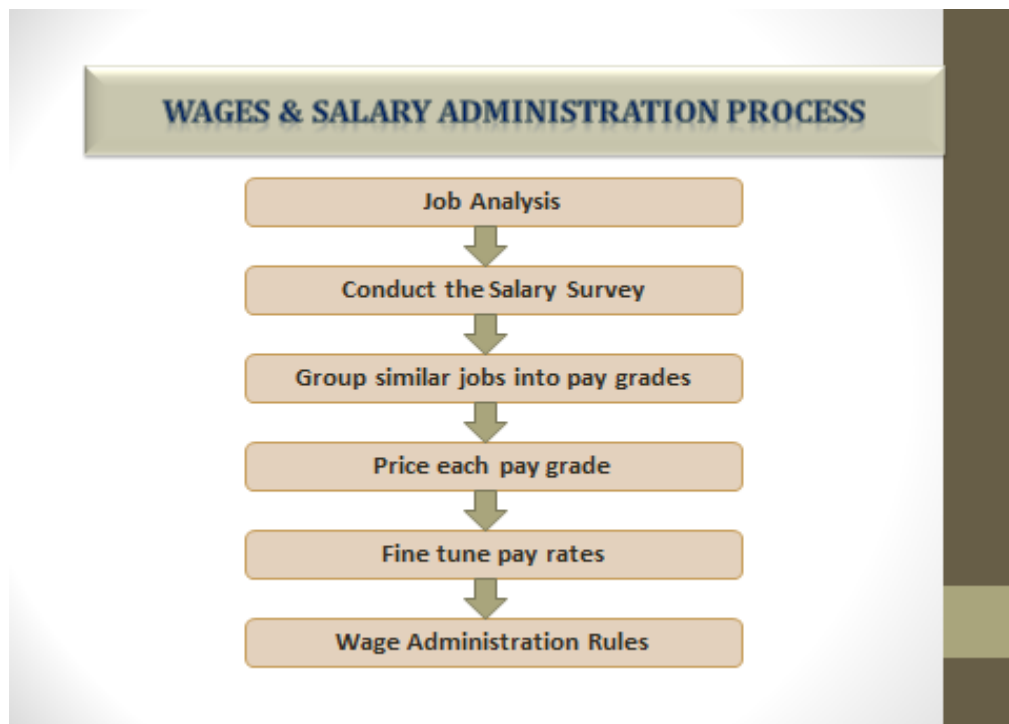 WAGES & SALARY ADMINISTRATION PROCESS
Job Analysis
Conduct the Salary Survey
Group similar jobs into pay grades
Price each pay grade
Fine tune pay rates
Wage Administration Rules